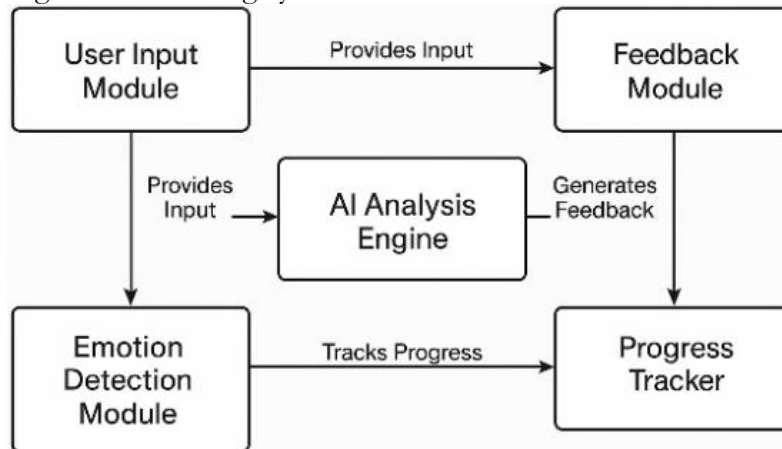 User Input
Module
Provides Input
Feedback
Module
Provides
Input
AI Analysis
Engine
Generates
Feedback
Emotion
Detection
Module
Tracks Progress
Progress
Tracker